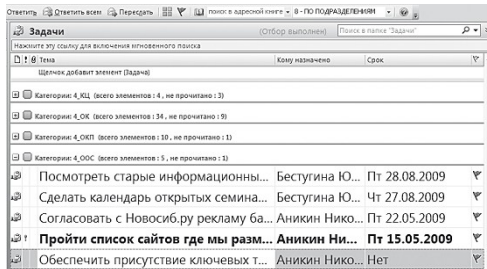 Ответить Ответить всем Переслать поиск в адресной книге 8 - ПО ПОДРАЗДЕЛЕНИЯМ
Задачи (Отбор выполнен) Поиск в папке "Задачи"
Нажмите эту ссылку для включения мгновенного поиска
Тема Кому назначено Срок
Щелчок добавит элемент (Задача)
Категории: 4_КЦ (всего элементов : 4 , не прочитано : 3)
Категории: 4_ОК (всего элементов : 34 , не прочитано : 9)
Категории: 4_ОКП (всего элементов : 10 , не прочитано : 1)
Категории: 4_ООС (всего элементов : 5 , не прочитано : 1)
Посмотреть старые информационны... Бестугина Ю... Пт 28.08.2009
Сделать календарь открытых семина... Бестугина Ю... Чт 27.08.2009
Согласовать с Новосиб.ру рекламу ба... Аникин Нико... Пт 22.05.2009
! Пройти список сайтов где мы разм... Аникин Ни... Пт 15.05.2009
Обеспечить присутствие ключевых т... Аникин Нико... Нет